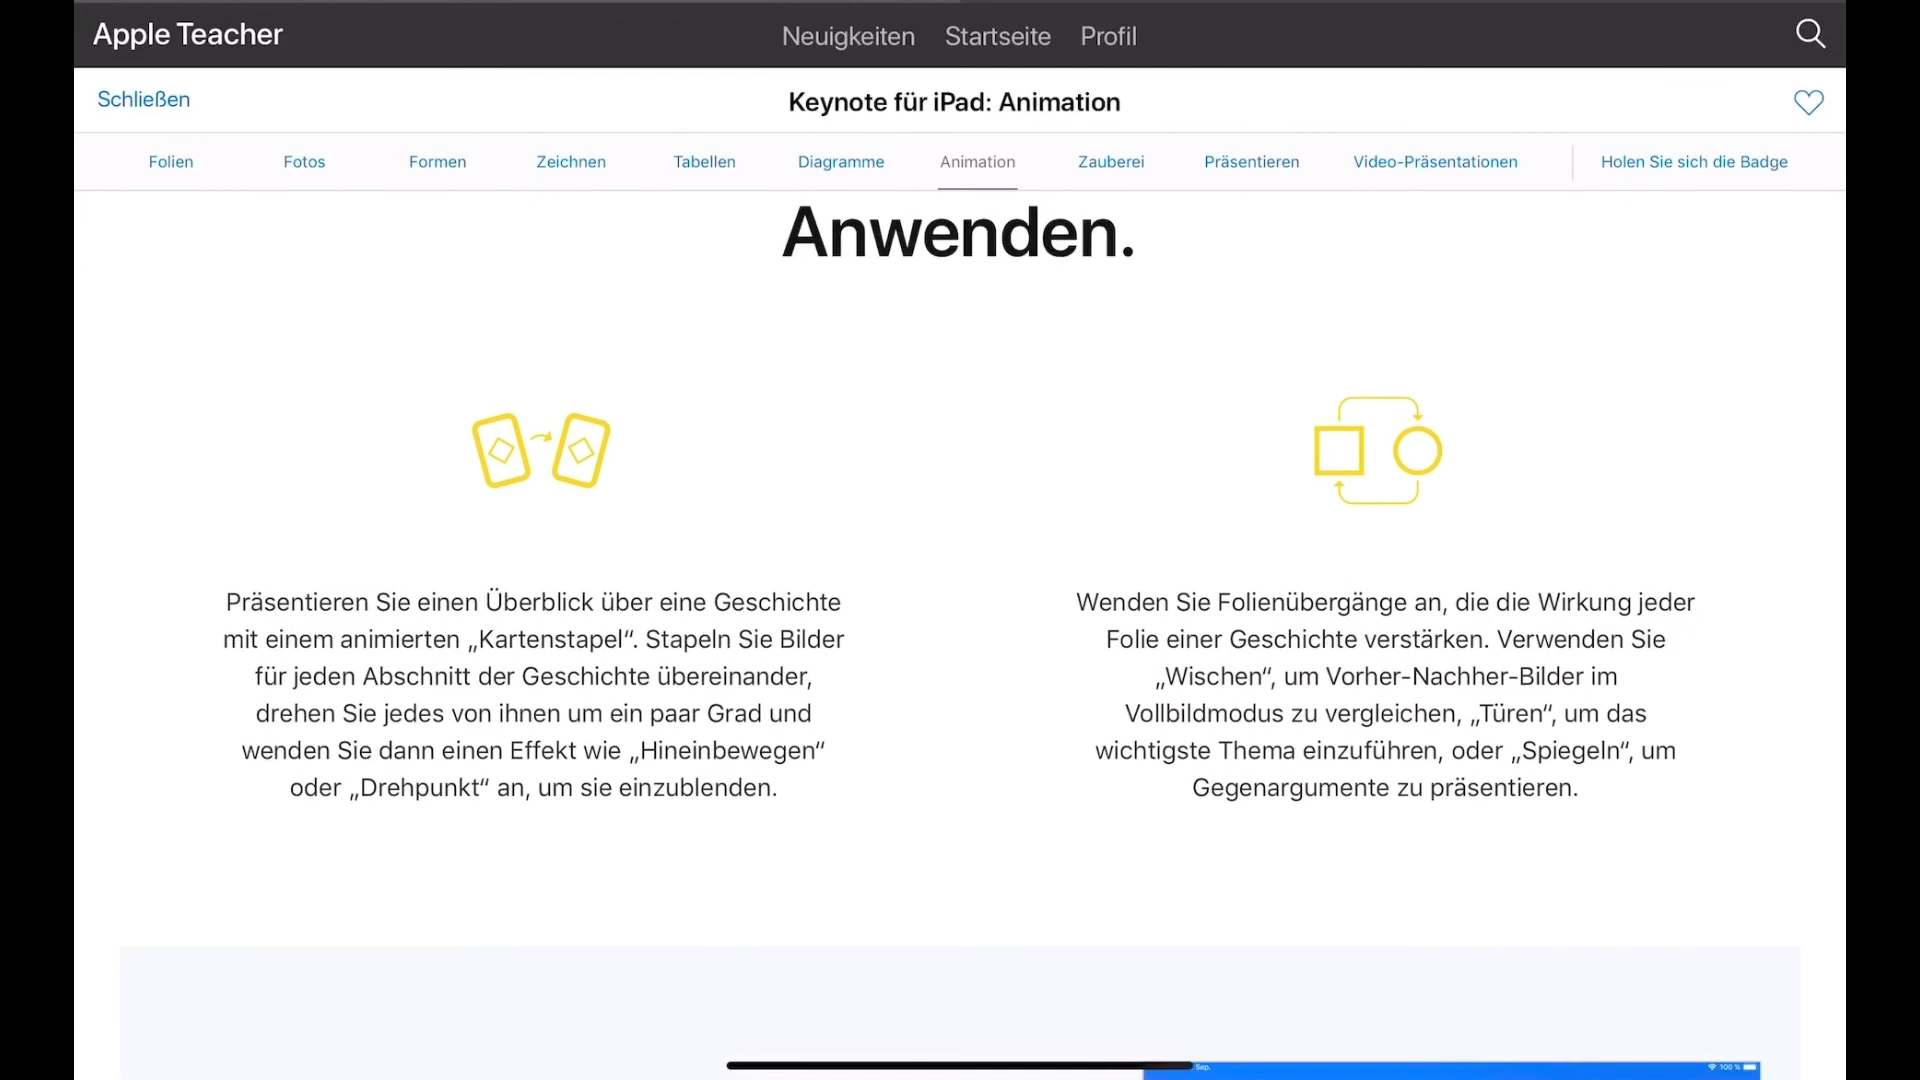 Apple Teacher
Neuigkeiten Startseite Profil
Schließen
Keynote für iPad: Animation
Folien Fotos Formen Zeichnen Tabellen Diagramme Animation Zauberei Präsentieren Video-Präsentationen Holen Sie sich die Badge
Anwenden.
Präsentieren Sie einen Überblick über eine Geschichte
mit einem animierten „Kartenstapel“. Stapeln Sie Bilder
für jeden Abschnitt der Geschichte übereinander,
drehen Sie jedes von ihnen um ein paar Grad und
wenden Sie dann einen Effekt wie „Hineinbewegen“
oder „Drehpunkt“ an, um sie einzublenden.
Wenden Sie Folienübergänge an, die die Wirkung jeder
Folie einer Geschichte verstärken. Verwenden Sie
„Wischen“, um Vorher-Nachher-Bilder im
Vollbildmodus zu vergleichen, „Türen“, um das
wichtigste Thema einzuführen, oder „Spiegeln“, um
Gegenargumente zu präsentieren.
Sep. 100 %